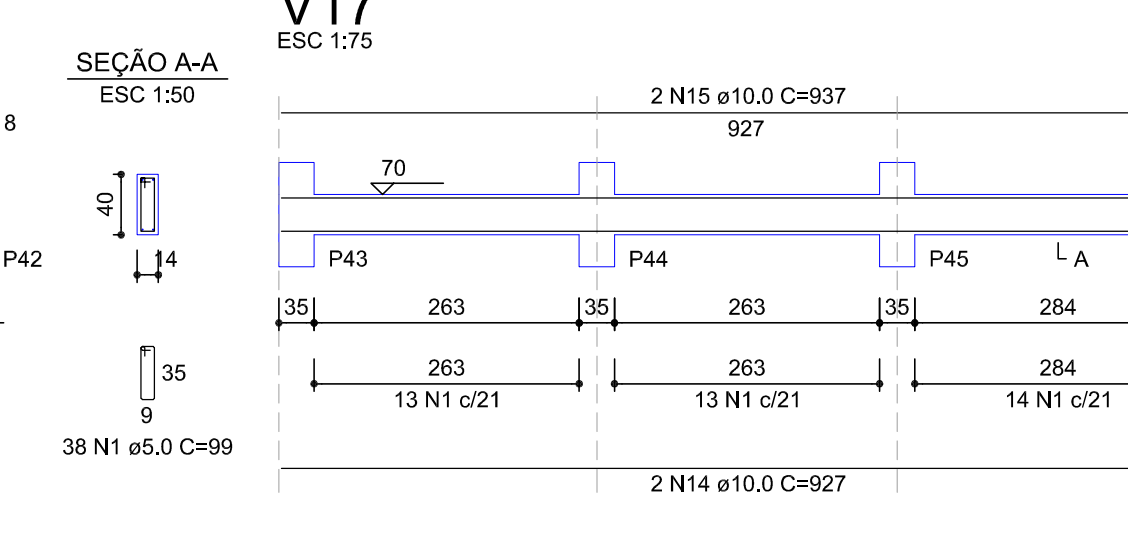 V17
ESC 1:75
SEÇÃO A-A
ESC 1:50
8
2 N15 ø10.0 C=937
927
70
40
14
P42
P43
P44
P45
A
35
263
35
263
35
284
263
263
284
13 N1 c/21
13 N1 c/21
14 N1 c/21
35
9
38 N1 ø5.0 C=99
2 N14 ø10.0 C=927